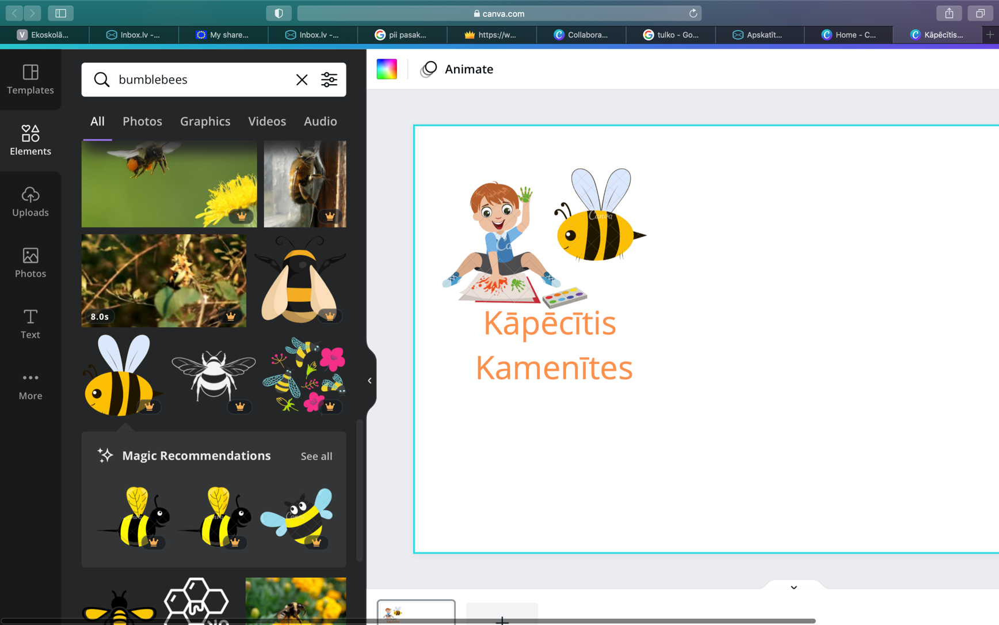 canva.com
V Ekoskolā...
Inbox.lv -...
My share...
Inbox.lv -...
pii pasak...
https://w...
Collabora...
tulko - Go...
Apskatīt...
Home - C...
Kāpēcītis...
Templates
Elements
Uploads
Photos
Text
More
bumblebees
All Photos Graphics Videos Audio
8.0s
Magic Recommendations See all
Animate
Canva
Kāpēcītis
Kamenītes